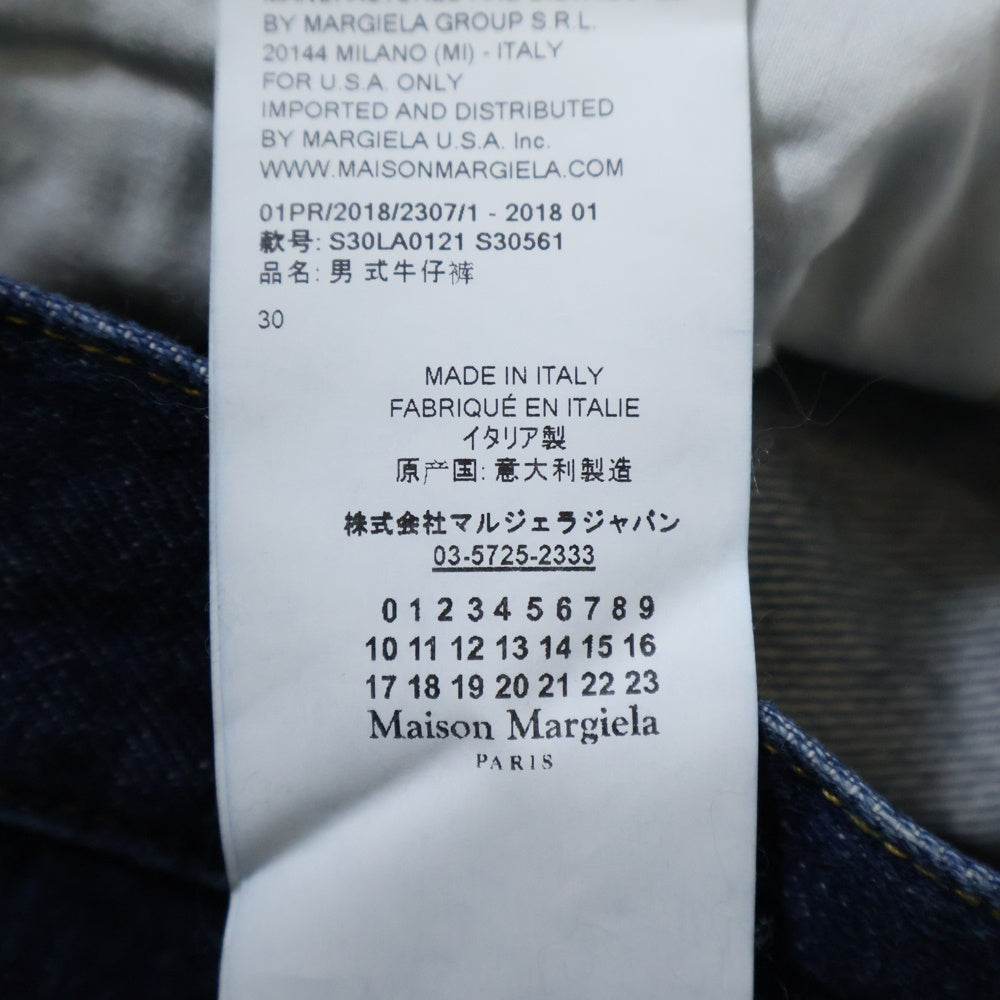 BY MARGIELA GROUP S.R.L.
20144 MILANO (MI) - ITALY
FOR U.S.A. ONLY
IMPORTED AND DISTRIBUTED
BY MARGIELA U.S.A. Inc.
WWW.MAISONMARGIELA.COM
01PR/2018/2307/1 - 2018 01
款号: S30LA0121 S30561
品名: 男 式牛仔裤
30
MADE IN ITALY
FABRIQUÉ EN ITALIE
イタリア製
原产国: 意大利製造
株式会社マルジェラジャパン
03-5725-2333
0 1 2 3 4 5 6 7 8 9
10 11 12 13 14 15 16
17 18 19 20 21 22 23
Maison Margiela
PARIS